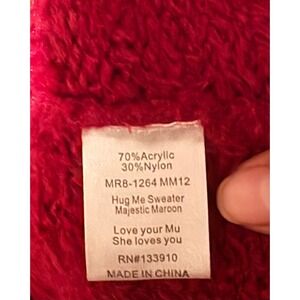 70%Acrylic
30%Nylon
MR8-1264 MM12
Hug Me Sweater
Majestic Maroon
Love your Mu
She loves you
RN#133910
MADE IN CHINA